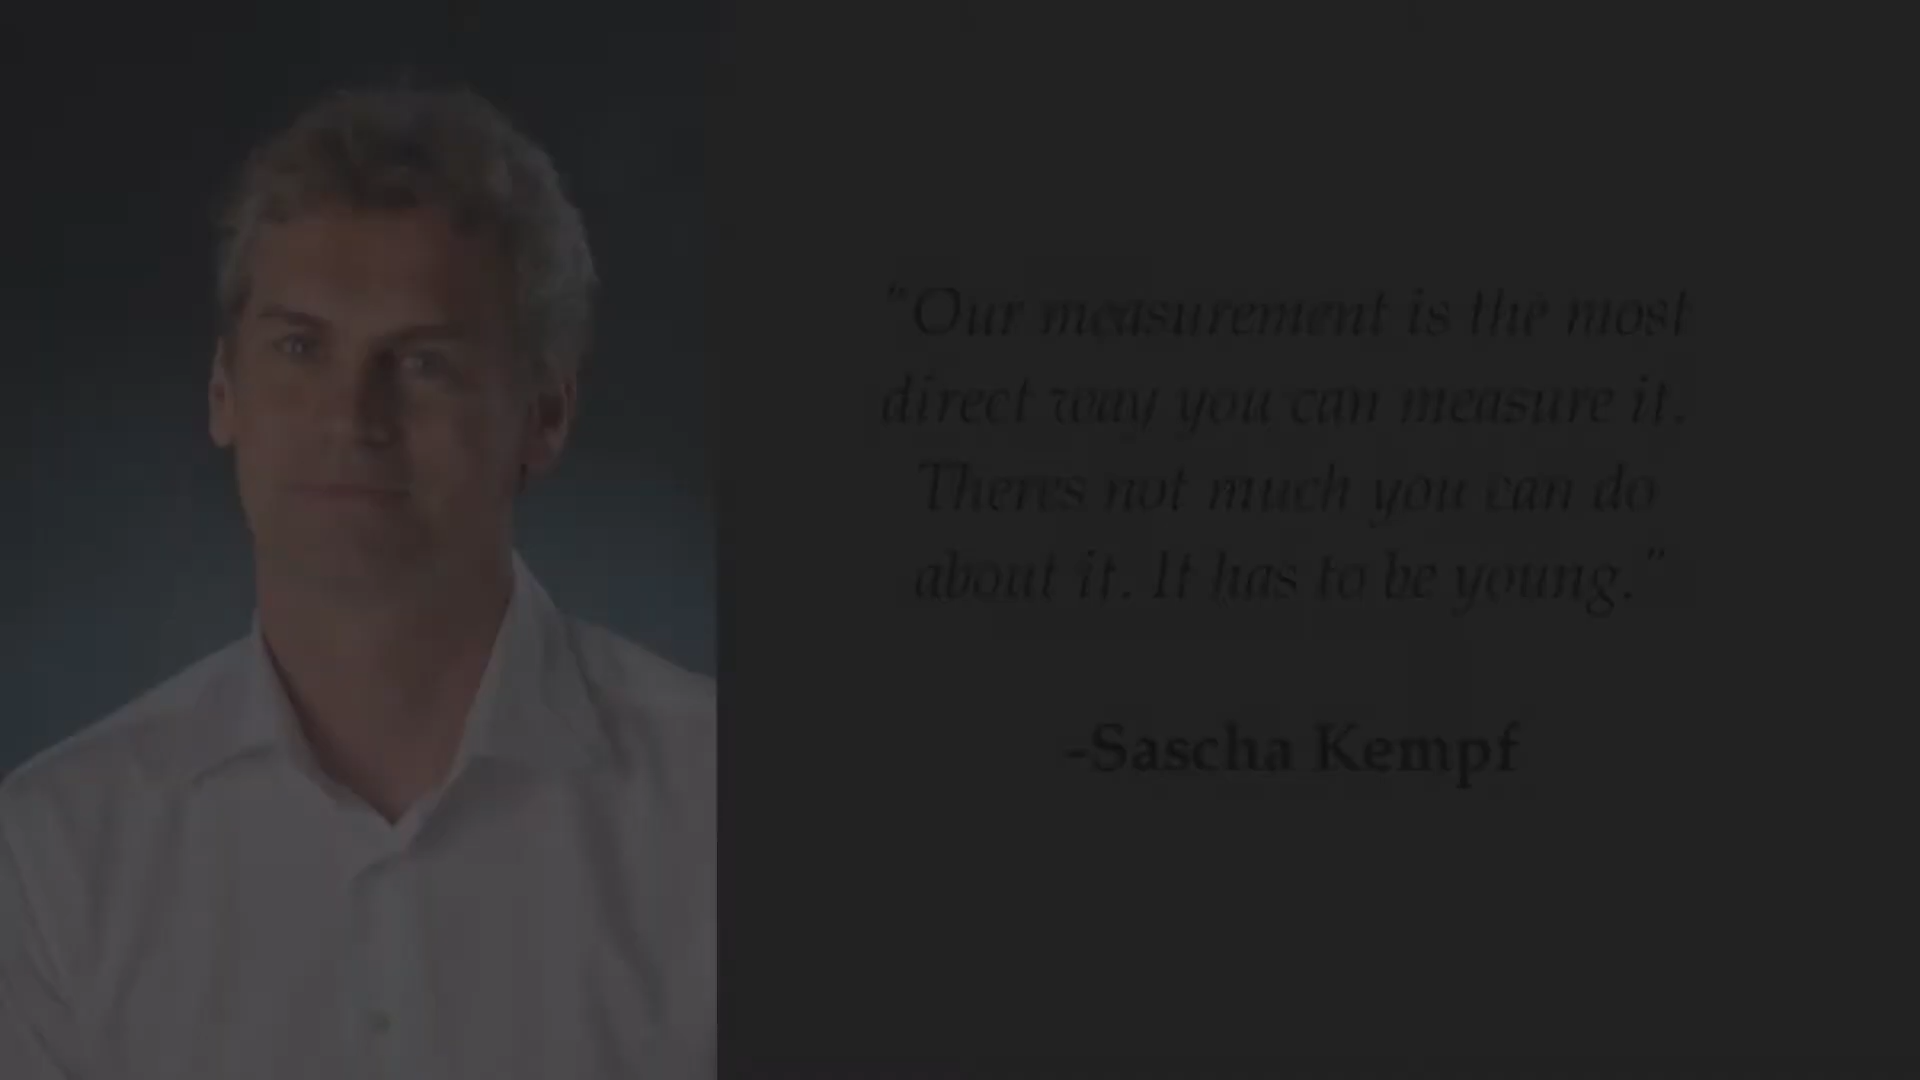 "Our measurement is the most
direct way you can measure it.
Theres not much you can do
about it. It has to be young."
-Sascha Kempf